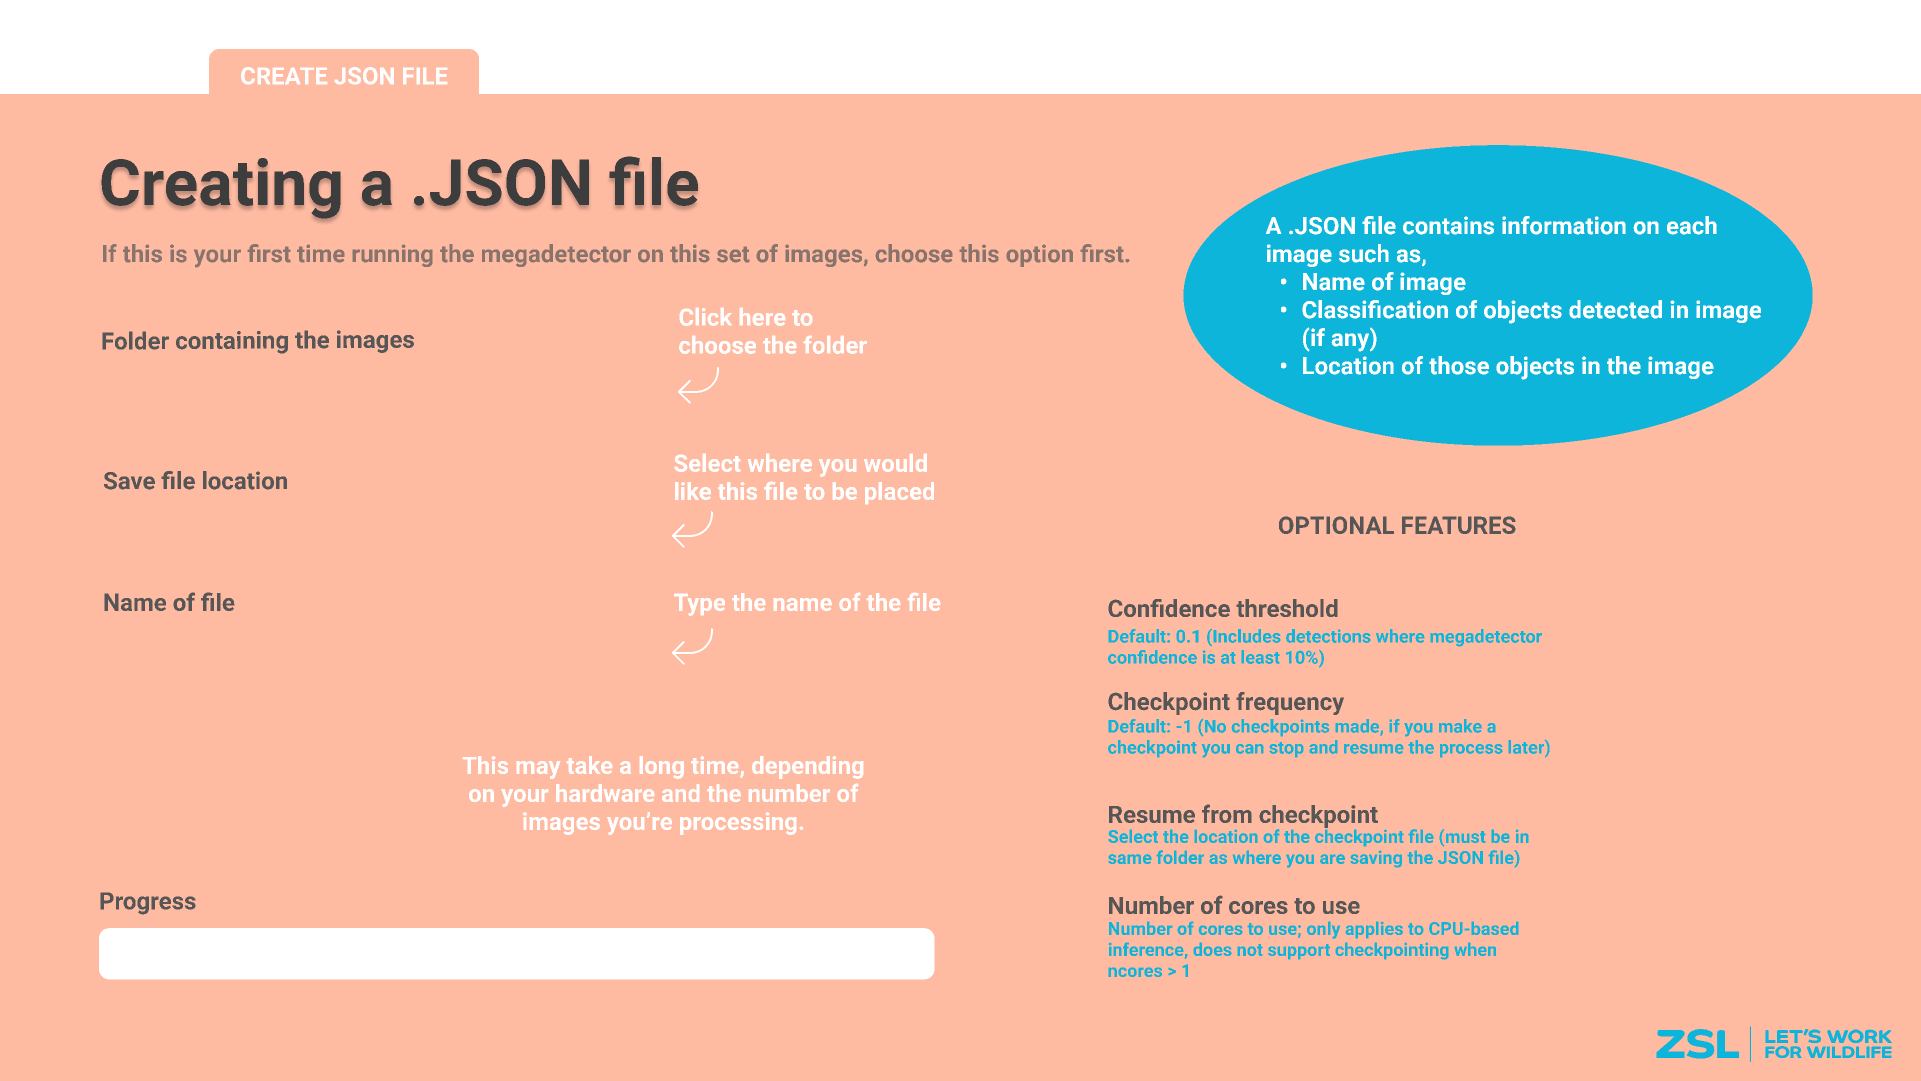 CREATE JSON FILE
Creating a .JSON file
If this is your first time running the megadetector on this set of images, choose this option first.
Folder containing the images
Click here to
choose the folder
Save file location
Select where you would
like this file to be placed
Name of file
Type the name of the file
This may take a long time, depending
on your hardware and the number of
images you're processing.
Progress
A .JSON file contains information on each
image such as,
• Name of image
• Classification of objects detected in image
(if any)
• Location of those objects in the image
OPTIONAL FEATURES
Confidence threshold
Default: 0.1 (Includes detections where megadetector
confidence is at least 10%)
Checkpoint frequency
Default: -1 (No checkpoints made, if you make a
checkpoint you can stop and resume the process later)
Resume from checkpoint
Select the location of the checkpoint file (must be in
same folder as where you are saving the JSON file)
Number of cores to use
Number of cores to use; only applies to CPU-based
inference, does not support checkpointing when
ncores > 1
ZSL
LET'S WORK
FOR WILDLIFE